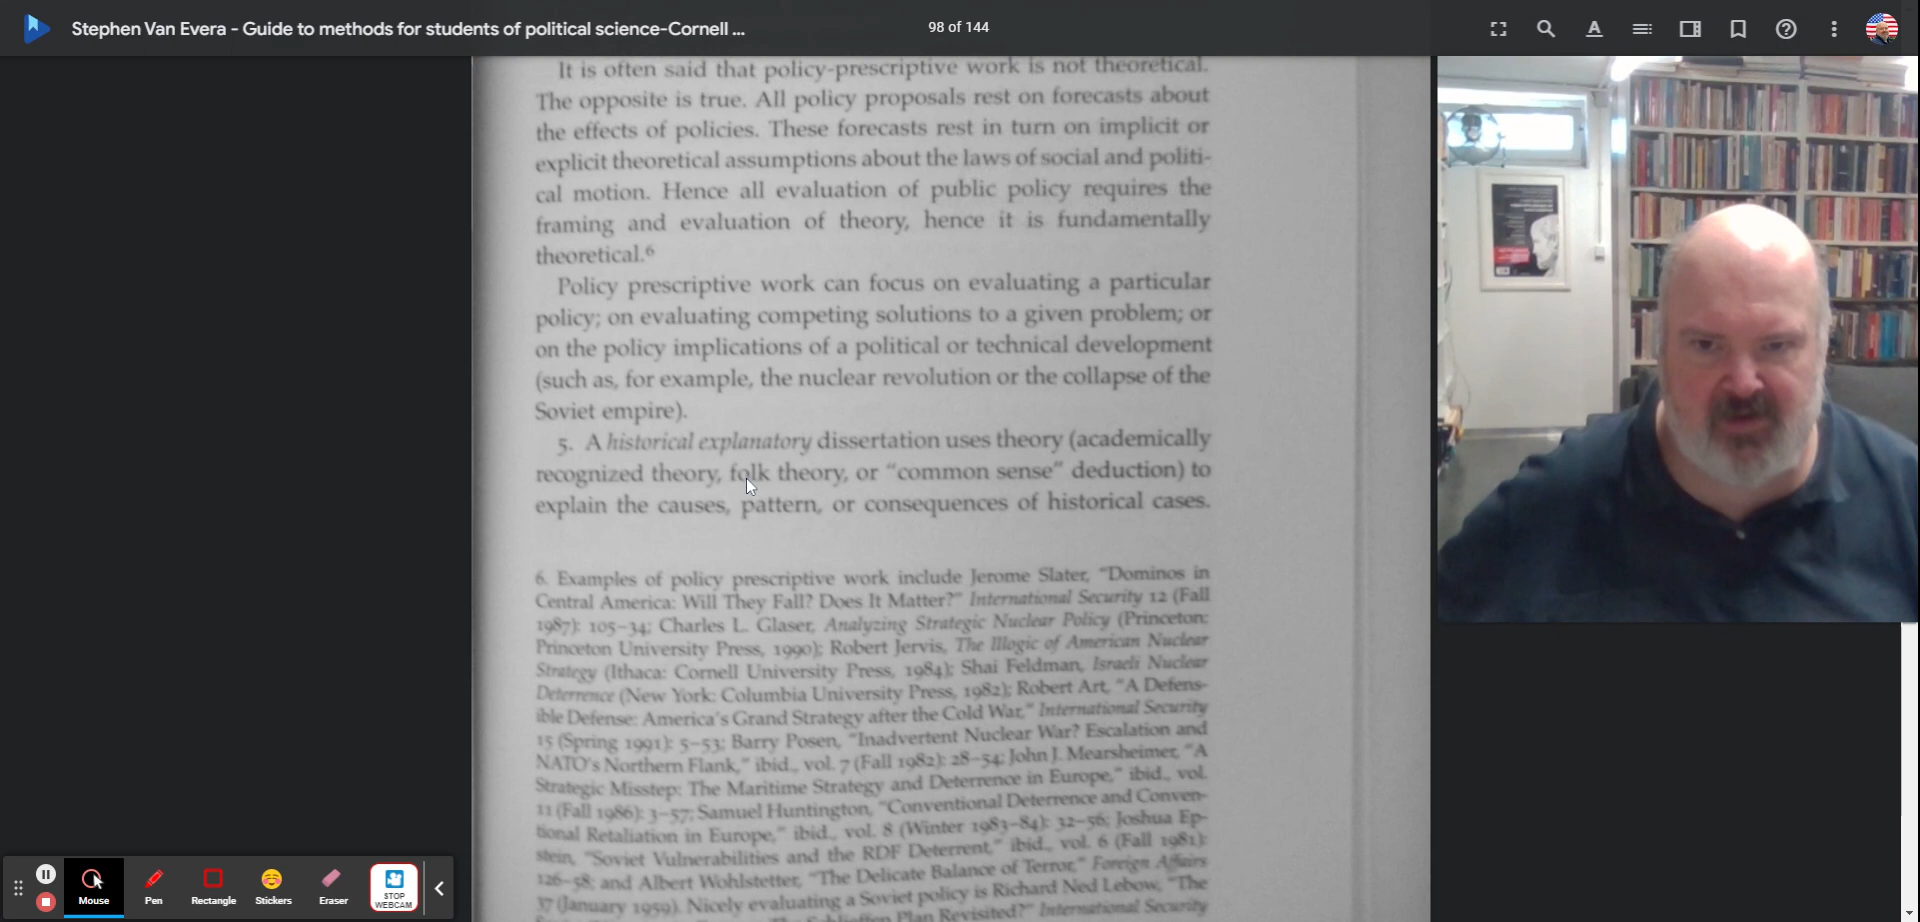 Stephen Van Evera - Guide to methods for students of political science-Cornell ...
98 of 144
It is often said that policy-prescriptive work is not theoretical.
The opposite is true. All policy proposals rest on forecasts about
the effects of policies. These forecasts rest in turn on implicit or
explicit theoretical assumptions about the laws of social and politi-
cal motion. Hence all evaluation of public policy requires the
framing and evaluation of theory, hence it is fundamentally
theoretical.⁶
Policy prescriptive work can focus on evaluating a particular
policy; on evaluating competing solutions to a given problem; or
on the policy implications of a political or technical development
(such as, for example, the nuclear revolution or the collapse of the
Soviet empire).
5. A historical explanatory dissertation uses theory (academically
recognized theory, folk theory, or “common sense” deduction) to
explain the causes, pattern, or consequences of historical cases.
6. Examples of policy prescriptive work include Jerome Slater, “Dominos in
Central America: Will They Fall? Does It Matter?” International Security 12 (Fall
1987): 105–34; Charles L. Glaser, Analyzing Strategic Nuclear Policy (Princeton:
Princeton University Press, 1990); Robert Jervis, The Illogic of American Nuclear
Strategy (Ithaca: Cornell University Press, 1984); Shai Feldman, Israeli Nuclear
Deterrence (New York: Columbia University Press, 1982); Robert Art, “A Defens-
ible Defense: America's Grand Strategy after the Cold War,” International Security
15 (Spring 1991): 5–53; Barry Posen, “Inadvertent Nuclear War? Escalation and
NATO's Northern Flank,” ibid., vol. 7 (Fall 1982): 28–54; John J. Mearsheimer, “A
Strategic Misstep: The Maritime Strategy and Deterrence in Europe,” ibid., vol.
11 (Fall 1986): 3–57; Samuel Huntington, “Conventional Deterrence and Conven-
tional Retaliation in Europe,” ibid., vol. 8 (Winter 1983–84): 32–56; Joshua Ep-
stein, “Soviet Vulnerabilities and the RDF Deterrent,” ibid., vol. 6 (Fall 1981):
126–58; and Albert Wohlstetter, “The Delicate Balance of Terror,” Foreign Affairs
37 (January 1959). Nicely evaluating a Soviet policy is Richard Ned Lebow, “The
Schlieffen Plan Revisited?” International Security
Mouse
Pen
Rectangle
Stickers
Eraser
STOP
WEBCAM